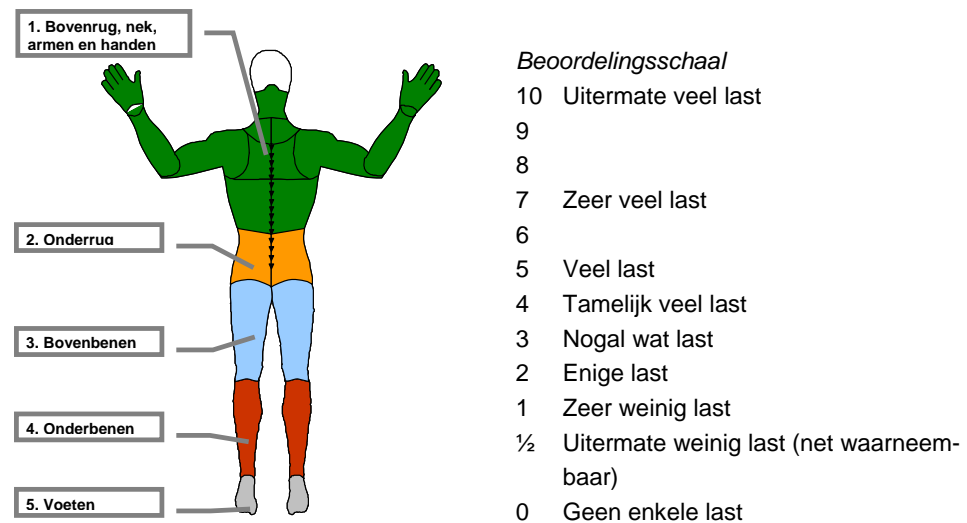 1. Bovenrug, nek,
armen en handen
2. Onderrug
3. Bovenbenen
4. Onderbenen
5. Voeten
Beoordelingsschaal
10 Uitermate veel last
9
8
7 Zeer veel last
6
5 Veel last
4 Tamelijk veel last
3 Nogal wat last
2 Enige last
1 Zeer weinig last
½ Uitermate weinig last (net waarneem-
baar)
0 Geen enkele last